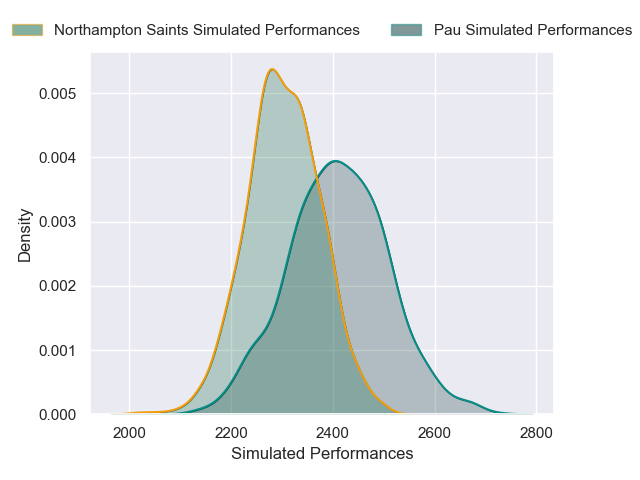 Northampton Saints Simulated Performances
Pau Simulated Performances
0.005
0.004
0.003
0.002
0.001
0.000
Density
2000 2200 2400 2600 2800
Simulated Performances